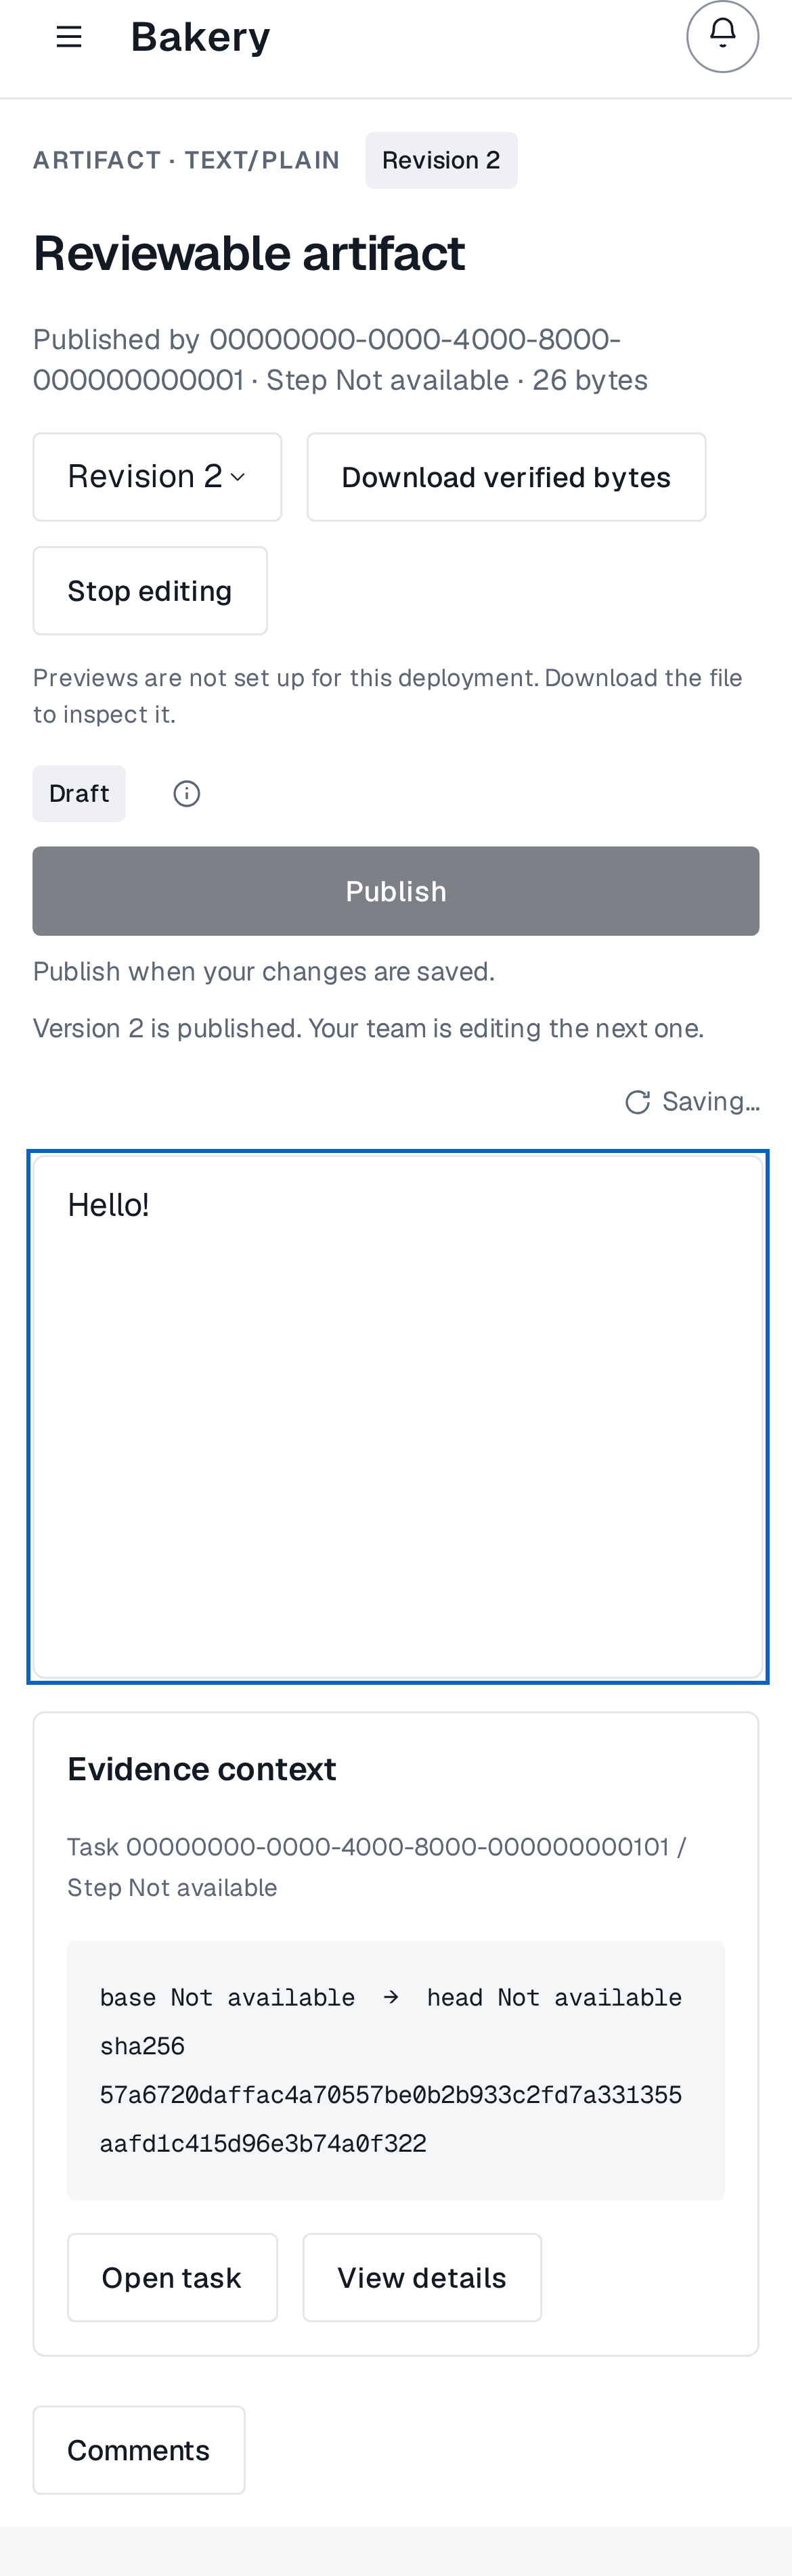 Bakery
ARTIFACT · TEXT/PLAIN Revision 2
Reviewable artifact
Published by 00000000-0000-4000-8000-
000000000001 · Step Not available · 26 bytes
Revision 2 Download verified bytes
Stop editing
Previews are not set up for this deployment. Download the file
to inspect it.
Draft
Publish
Publish when your changes are saved.
Version 2 is published. Your team is editing the next one.
Saving…
Hello!
Evidence context
Task 00000000-0000-4000-8000-000000000101 /
Step Not available
base Not available → head Not available
sha256
57a6720daffac4a70557be0b2b933c2fd7a331355
aafd1c415d96e3b74a0f322
Open task View details
Comments